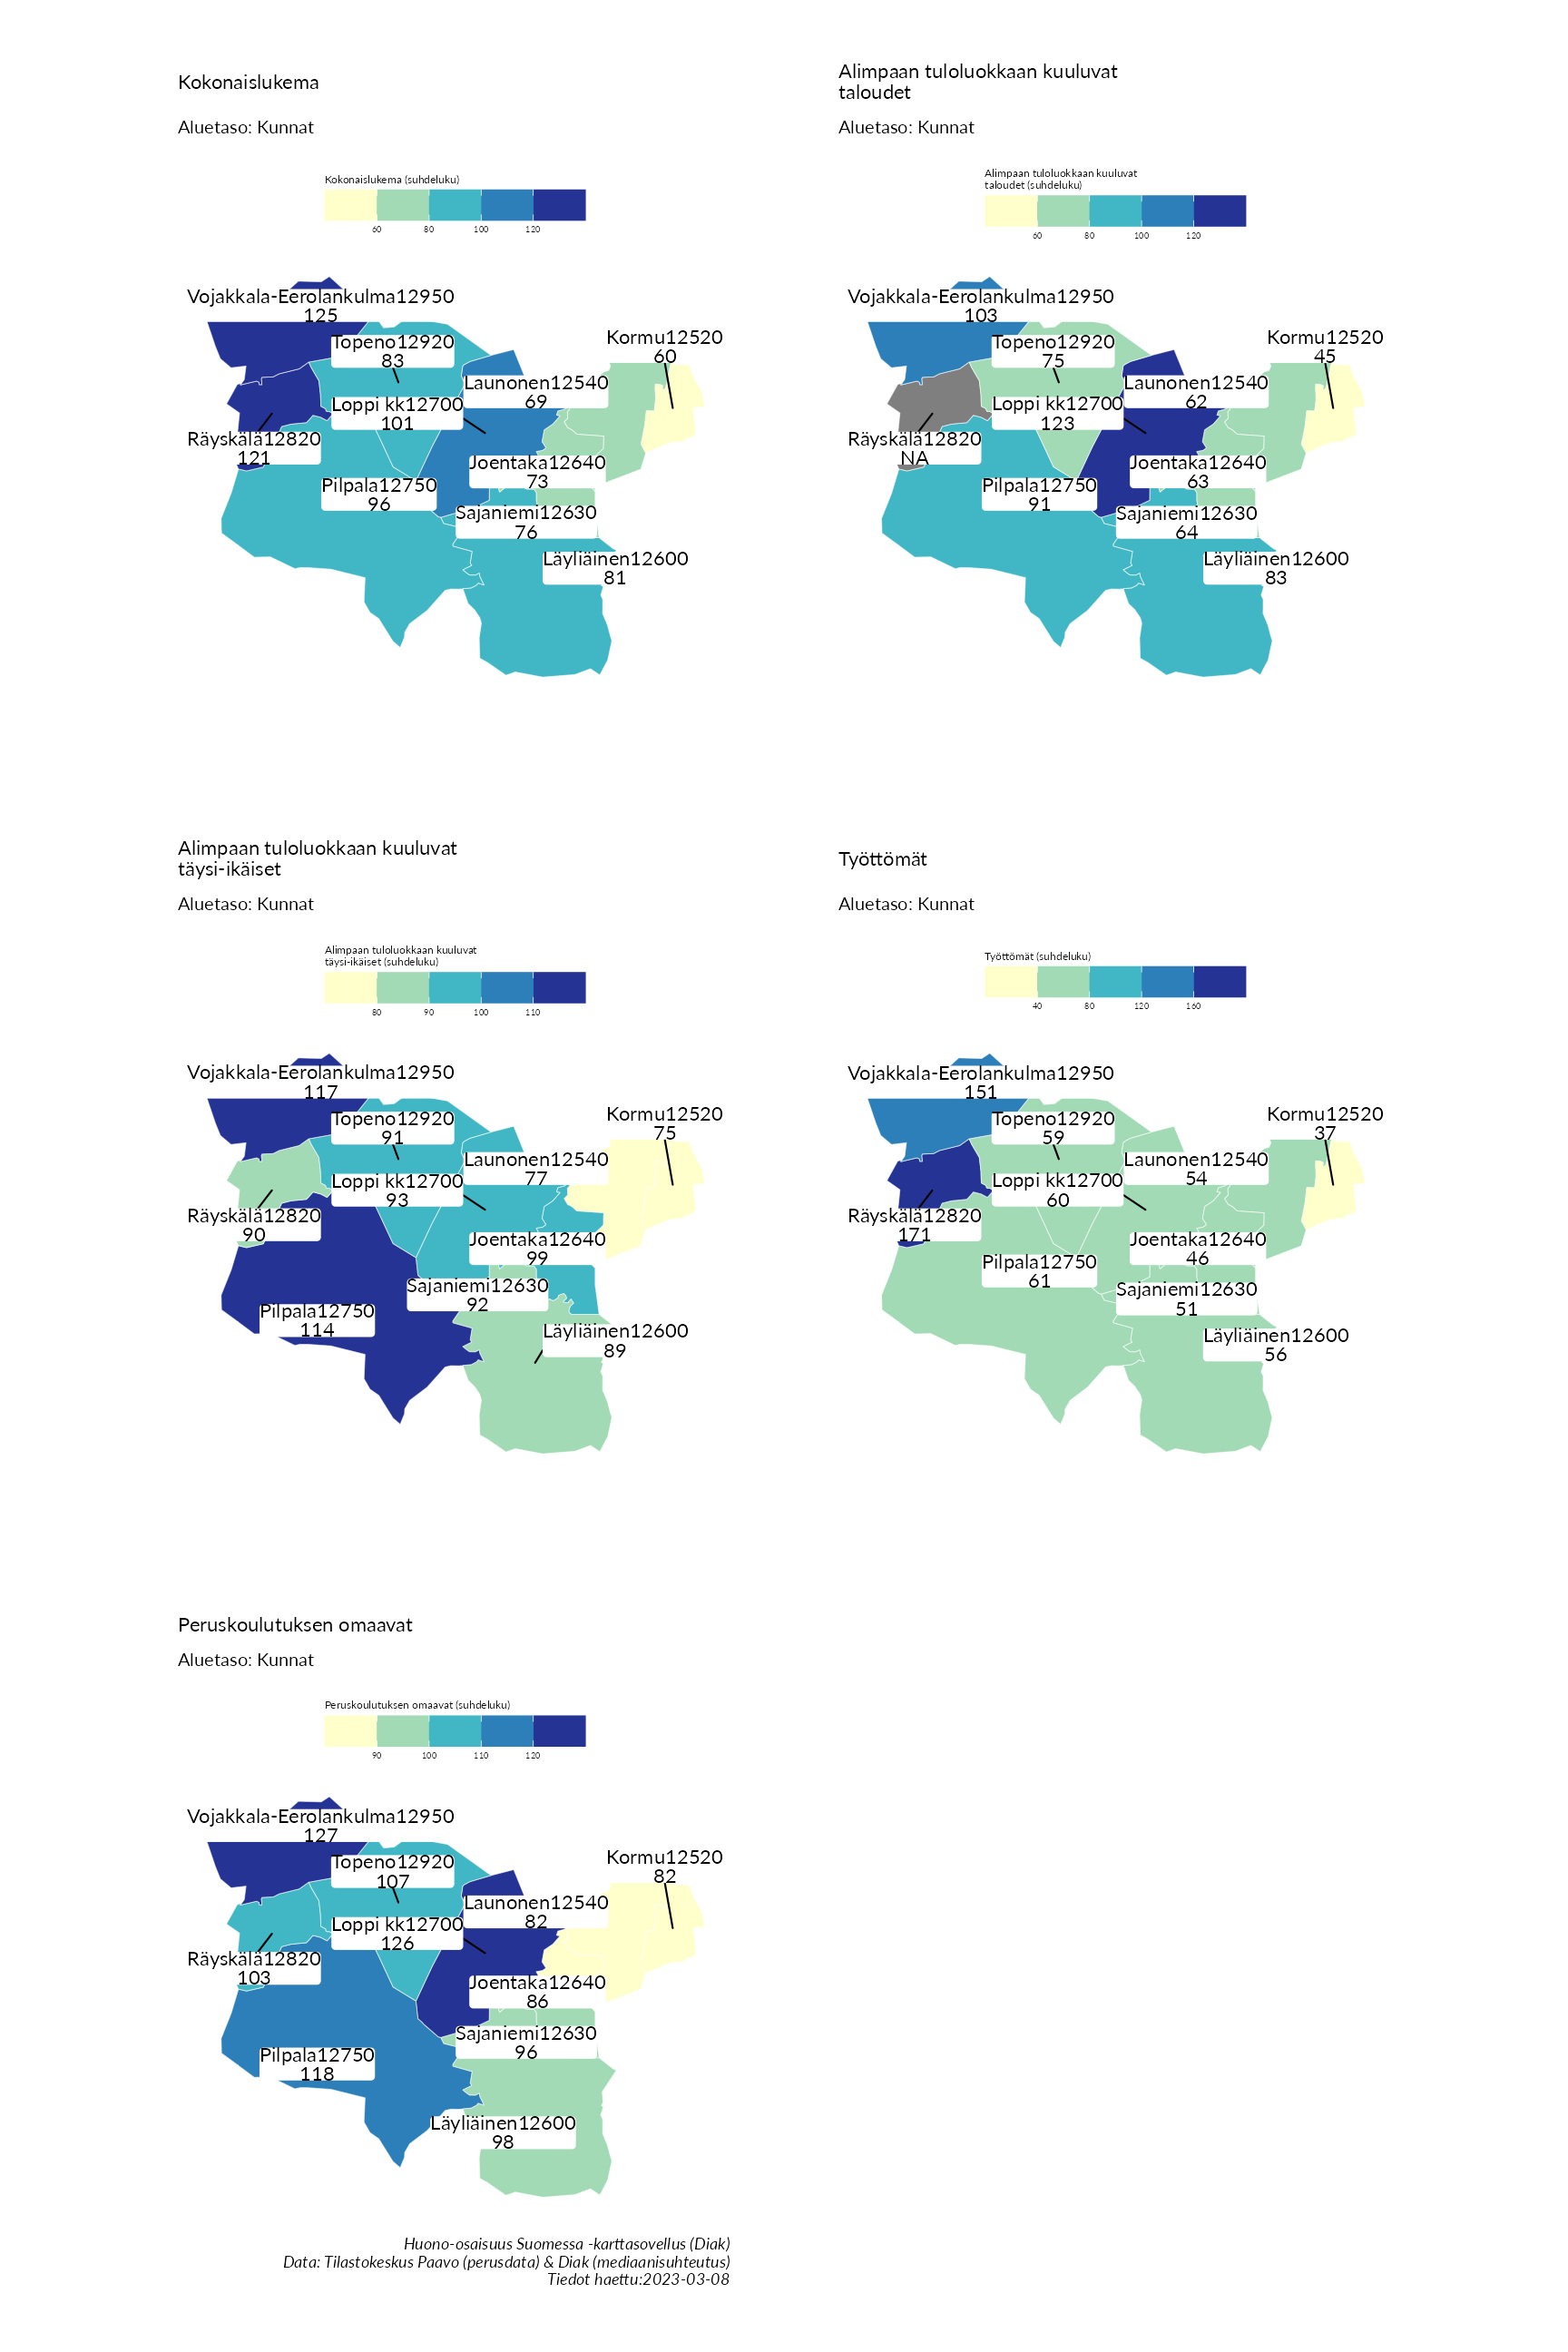 Kokonaislukema
Aluetaso: Kunnat
Kokonaislukema (suhdeluku)
60 80 100 120
Vojakkala-Eerolankulma12950
125
Topeno12920
83
Kormu12520
60
Launonen12540
69
Loppi kk12700
101
Räyskälä12820
121
Joentaka12640
73
Pilpala12750
96
Sajaniemi12630
76
Läyliäinen12600
81
Alimpaan tuloluokkaan kuuluvat
taloudet
Aluetaso: Kunnat
Alimpaan tuloluokkaan kuuluvat
taloudet (suhdeluku)
60 80 100 120
Vojakkala-Eerolankulma12950
103
Topeno12920
75
Kormu12520
45
Launonen12540
62
Loppi kk12700
123
Räyskälä12820
NA
Joentaka12640
63
Pilpala12750
91
Sajaniemi12630
64
Läyliäinen12600
83
Alimpaan tuloluokkaan kuuluvat
täysi-ikäiset
Aluetaso: Kunnat
Alimpaan tuloluokkaan kuuluvat
täysi-ikäiset (suhdeluku)
80 90 100 110
Vojakkala-Eerolankulma12950
117
Topeno12920
91
Kormu12520
75
Launonen12540
77
Loppi kk12700
93
Räyskälä12820
90
Joentaka12640
99
Sajaniemi12630
92
Pilpala12750
114
Läyliäinen12600
89
Työttömät
Aluetaso: Kunnat
Työttömät (suhdeluku)
40 80 120 160
Vojakkala-Eerolankulma12950
151
Topeno12920
59
Kormu12520
37
Launonen12540
54
Loppi kk12700
60
Räyskälä12820
171
Joentaka12640
46
Pilpala12750
61
Sajaniemi12630
51
Läyliäinen12600
56
Peruskoulutuksen omaavat
Aluetaso: Kunnat
Peruskoulutuksen omaavat (suhdeluku)
90 100 110 120
Vojakkala-Eerolankulma12950
127
Topeno12920
107
Kormu12520
82
Launonen12540
82
Loppi kk12700
126
Räyskälä12820
103
Joentaka12640
86
Sajaniemi12630
96
Pilpala12750
118
Läyliäinen12600
98
Huono-osaisuus Suomessa -karttasovellus (Diak)
Data: Tilastokeskus Paavo (perusdata) & Diak (mediaanisuhteutus)
Tiedot haettu:2023-03-08